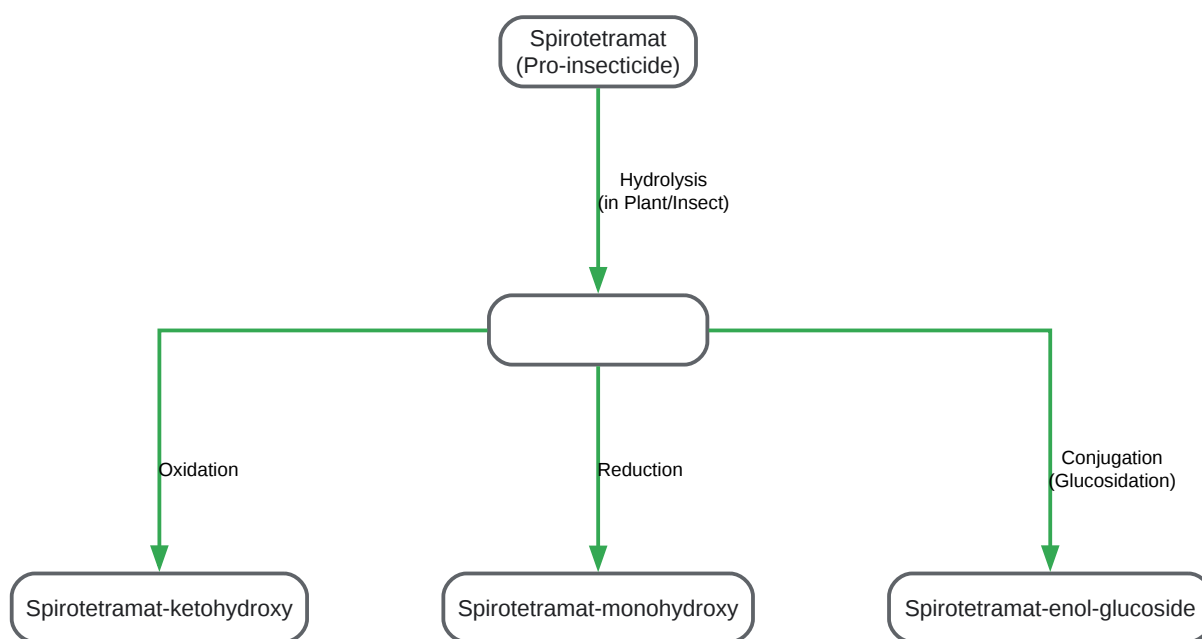 Spirotetramat
(Pro-insecticide)
Hydrolysis
(in Plant/Insect)
Oxidation
Reduction
Conjugation
(Glucosidation)
Spirotetramat-ketohydroxy
Spirotetramat-monohydroxy
Spirotetramat-enol-glucoside